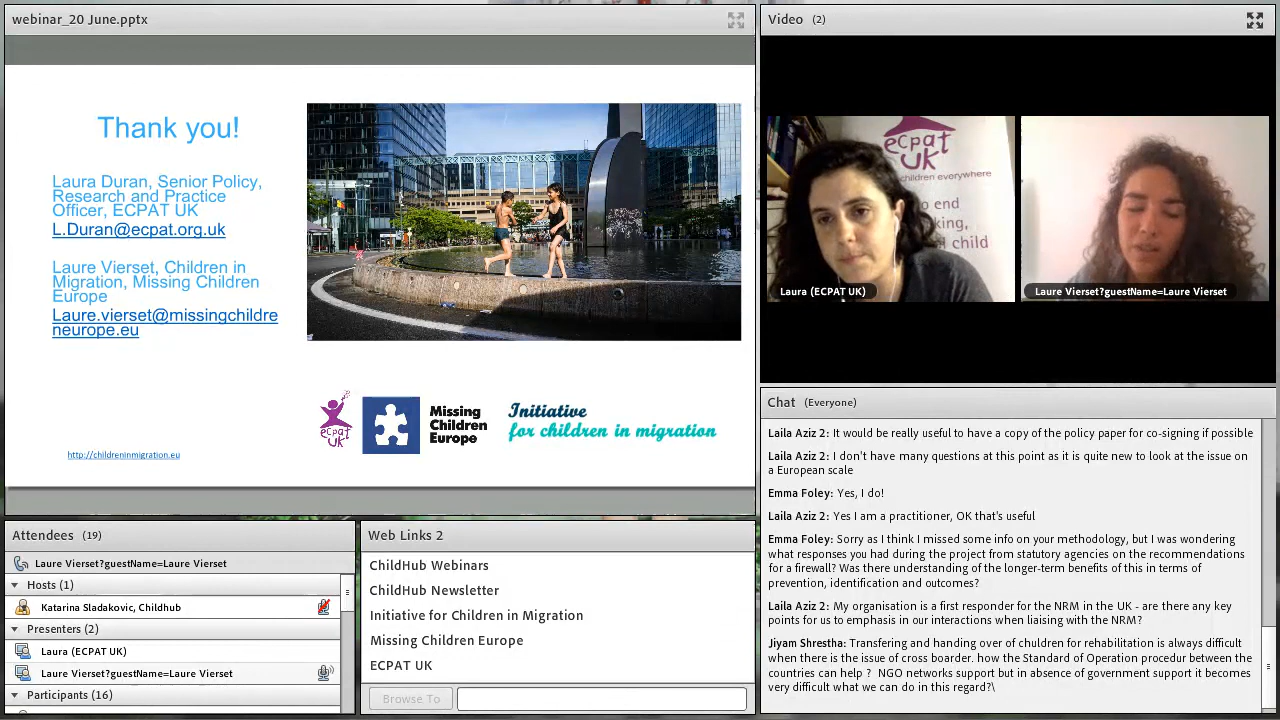 webinar_20 June.pptx
Thank you!
Laura Duran, Senior Policy,
Research and Practice
Officer, ECPAT UK
L.Duran@ecpat.org.uk
Laure Vierset, Children in
Migration, Missing Children
Europe
Laure.vierset@missingchildre
neurope.eu
ecpat
UK
Missing
Children
Europe
Initiative
for children in migration
http://childreninmigration.eu
Video (2)
ecpat
UK
children everywhere
to end
king,
d child
Laura (ECPAT UK)
Laure Vierset?guestName=Laure Vierset
Chat (Everyone)
Laila Aziz 2: It would be really useful to have a copy of the policy paper for co-signing if possible
Laila Aziz 2: I don't have many questions at this point as it is quite new to look at the issue on
a European scale
Emma Foley: Yes, I do!
Laila Aziz 2: Yes I am a practitioner, OK that's useful
Emma Foley: Sorry as I think I missed some info on your methodology, but I was wondering
what responses you had during the project from statutory agencies on the recommendations
for a firewall? Was there understanding of the longer-term benefits of this in terms of
prevention, identification and outcomes?
Laila Aziz 2: My organisation is a first responder for the NRM in the UK - are there any key
points for us to emphasis in our interactions when liaising with the NRM?
Jiyam Shrestha: Transfering and handing over of chuldren for rehabilitation is always difficult
when there is the issue of cross boarder. how the Standard of Operation procedur between the
countries can help ? NGO networks support but in absence of government support it becomes
very difficult what we can do in this regard?\
Attendees (19)
Laure Vierset?guestName=Laure Vierset
Hosts (1)
Katarina Sladakovic, Childhub
Presenters (2)
Laura (ECPAT UK)
Laure Vierset?guestName=Laure Vierset
Participants (16)
Web Links 2
ChildHub Webinars
ChildHub Newsletter
Initiative for Children in Migration
Missing Children Europe
ECPAT UK
Browse To